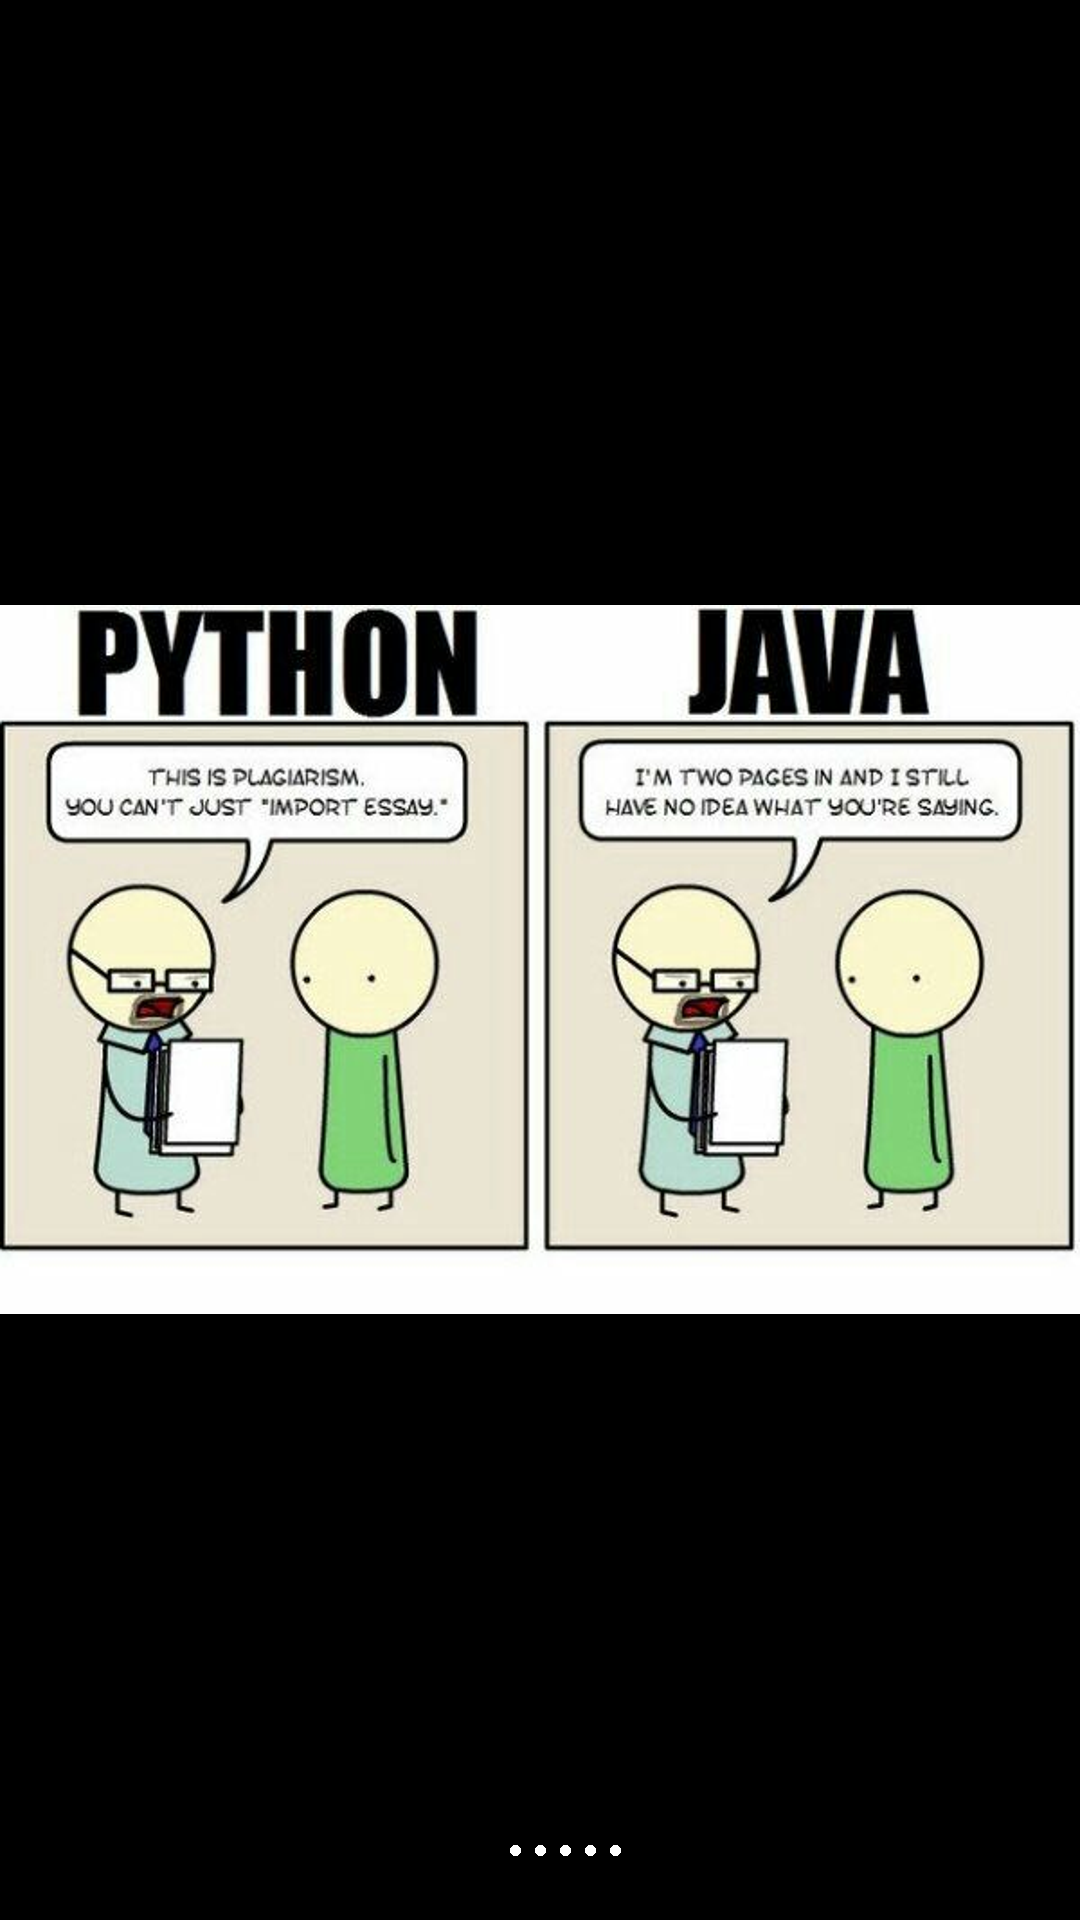 PYTHON
THIS IS PLAGIARISM.
YOU CAN'T JUST "IMPORT ESSAY."
JAVA
I'M TWO PAGES IN AND I STILL
HAVE NO IDEA WHAT YOU'RE SAYING.